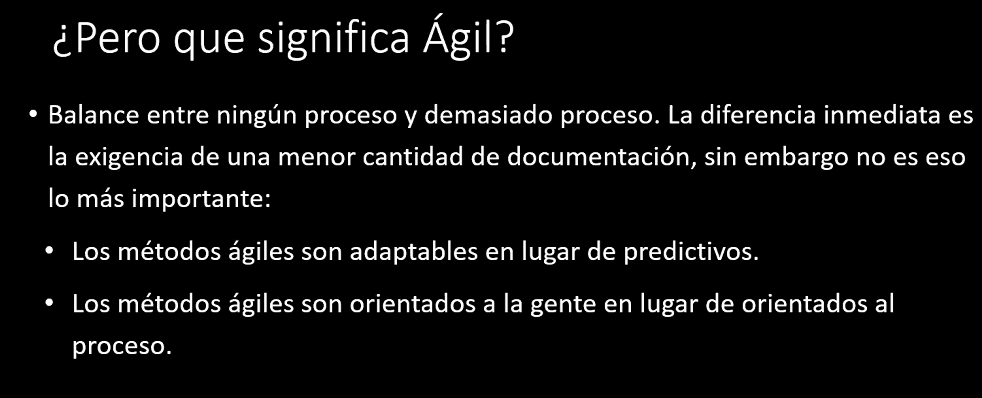 ¿Pero que significa Ágil?
• Balance entre ningún proceso y demasiado proceso. La diferencia inmediata es
la exigencia de una menor cantidad de documentación, sin embargo no es eso
lo más importante:
• Los métodos ágiles son adaptables en lugar de predictivos.
• Los métodos ágiles son orientados a la gente en lugar de orientados al
proceso.